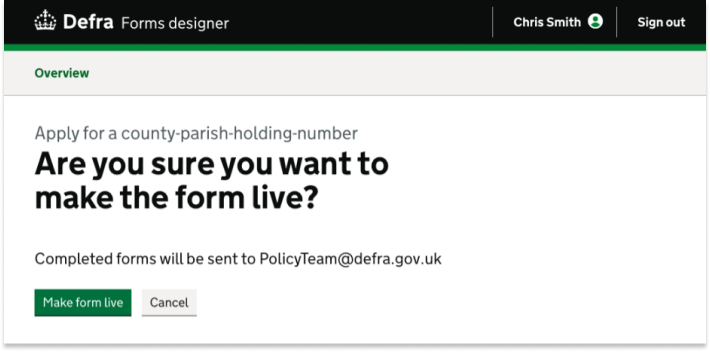 Defra Forms designer Chris Smith Sign out
Overview
Apply for a county-parish-holding-number
Are you sure you want to
make the form live?
Completed forms will be sent to PolicyTeam@defra.gov.uk
Make form live Cancel